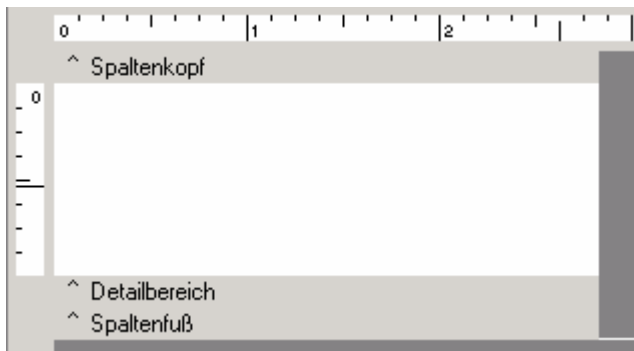 0 1 2
^ Spaltenkopf
0
^ Detailbereich
^ Spaltenfuß